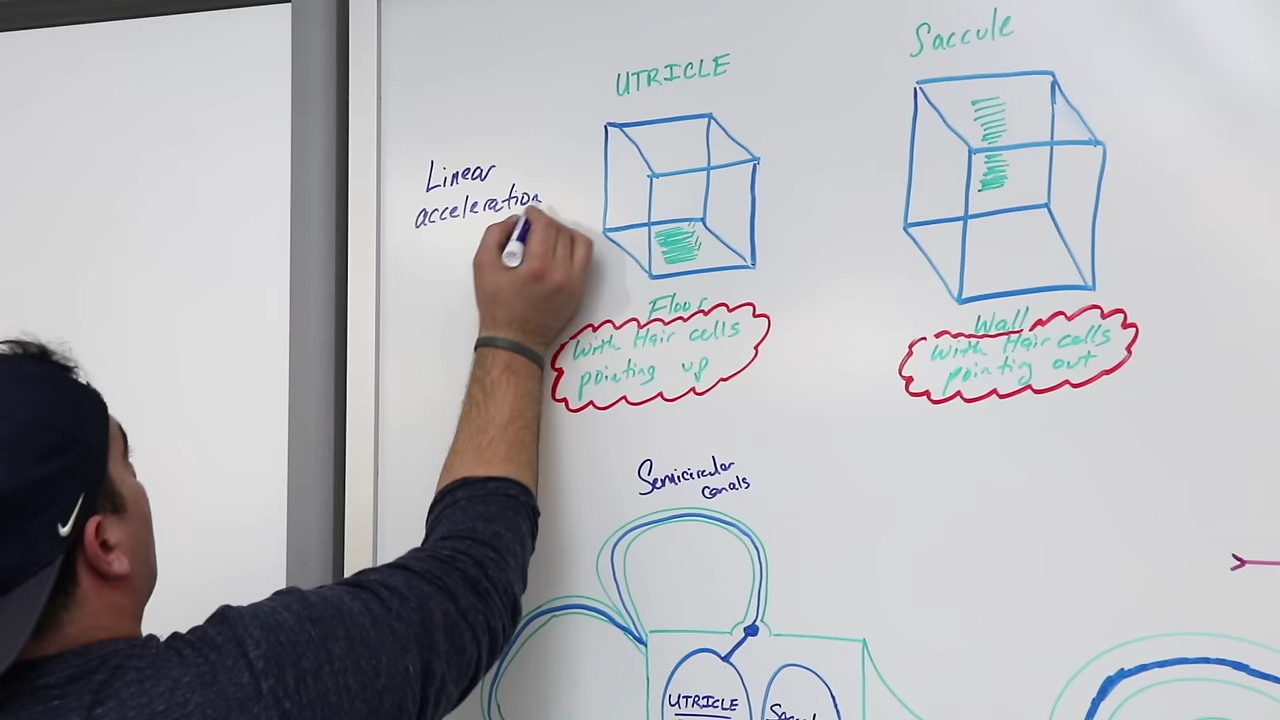 Saccule
UTRICLE
Linear
acceleration
Floor
With Hair cells
pointing up
Wall
With Hair cells
pointing out
Semicircular
canals
UTRICLE